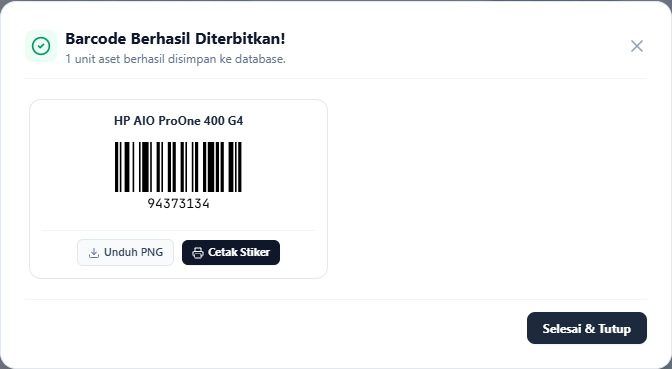 Barcode Berhasil Diterbitkan!
1 unit aset berhasil disimpan ke database.
HP AIO ProOne 400 G4
94373134
Unduh PNG
Cetak Stiker
Selesai & Tutup